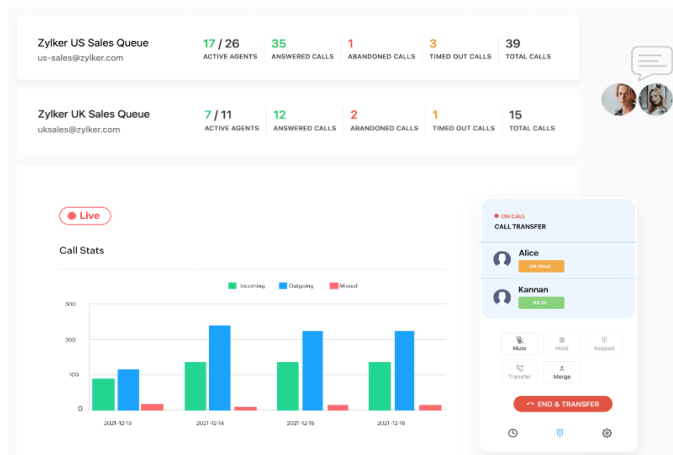 Zylker US Sales Queue
us-sales@zylker.com
17 / 26
ACTIVE AGENTS
35
ANSWERED CALLS
1
ABANDONED CALLS
3
TIMED OUT CALLS
39
TOTAL CALLS
Zylker UK Sales Queue
uksales@zylker.com
7 / 11
ACTIVE AGENTS
12
ANSWERED CALLS
2
ABANDONED CALLS
1
TIMED OUT CALLS
15
TOTAL CALLS
Live
Call Stats
Incoming
Outgoing
Missed
300
200
100
0
2021-12-13
2021-12-14
2021-12-15
2021-12-16
ON CALL
CALL TRANSFER
Alice
ON HOLD
Kannan
Mute
Hold
Keypad
Transfer
Merge
END & TRANSFER